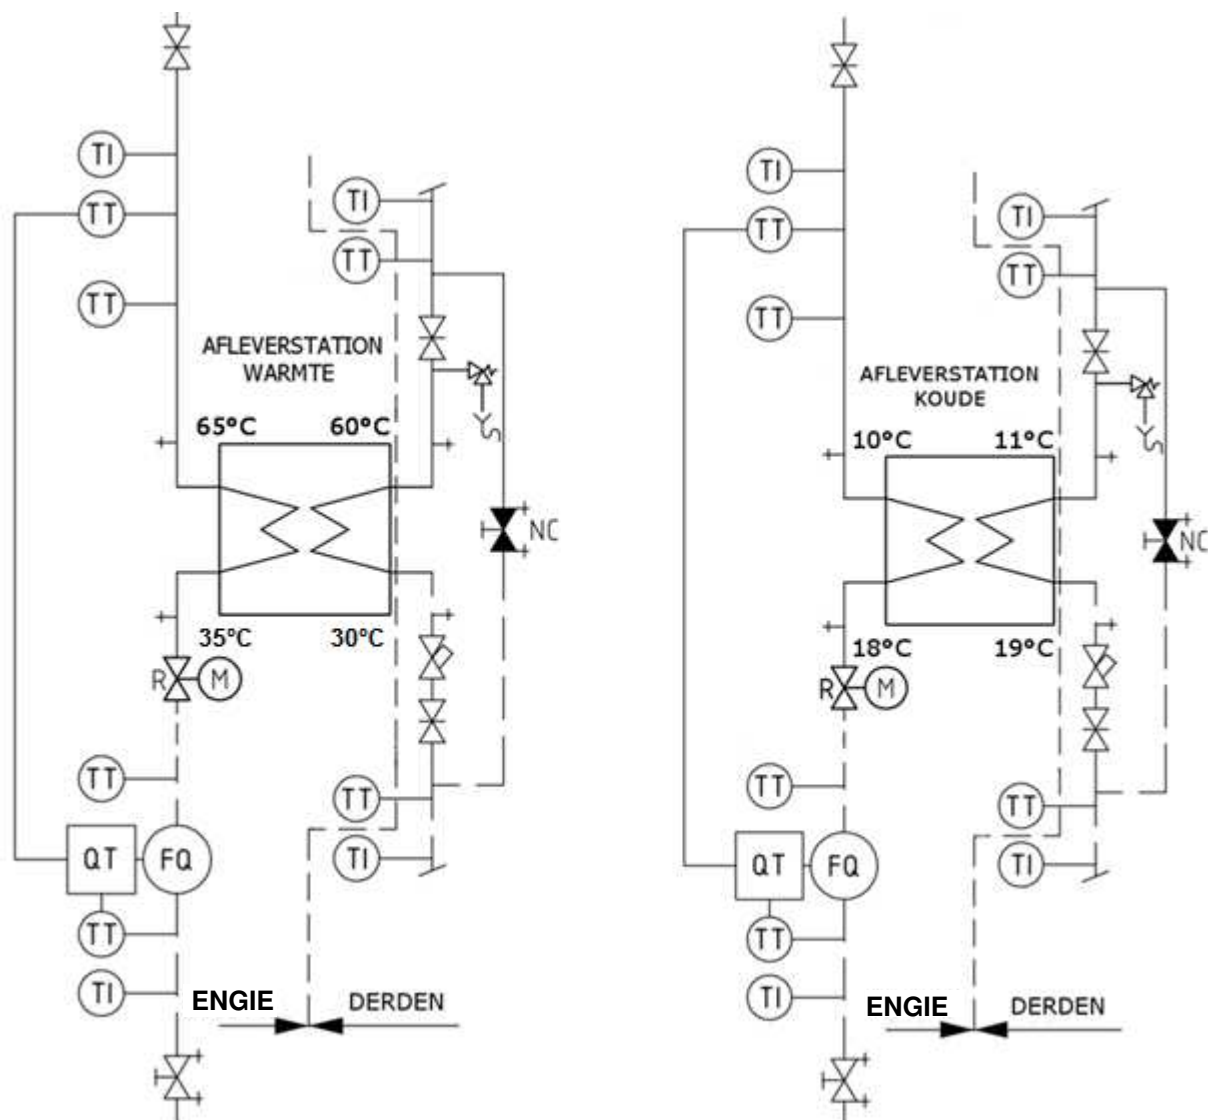 TI
TT
TT
TI
TT
AFLEVERSTATION
WARMTE
65°C 60°C
NC
35°C 30°C
R M
TT
TT
QT FQ
TI
TT
TI
ENGIE DERDEN
TI
TT
TT
TI
TT
AFLEVERSTATION
KOUDE
10°C 11°C
NC
18°C 19°C
R M
TT
TT
QT FQ
TI
TT
TI
ENGIE DERDEN